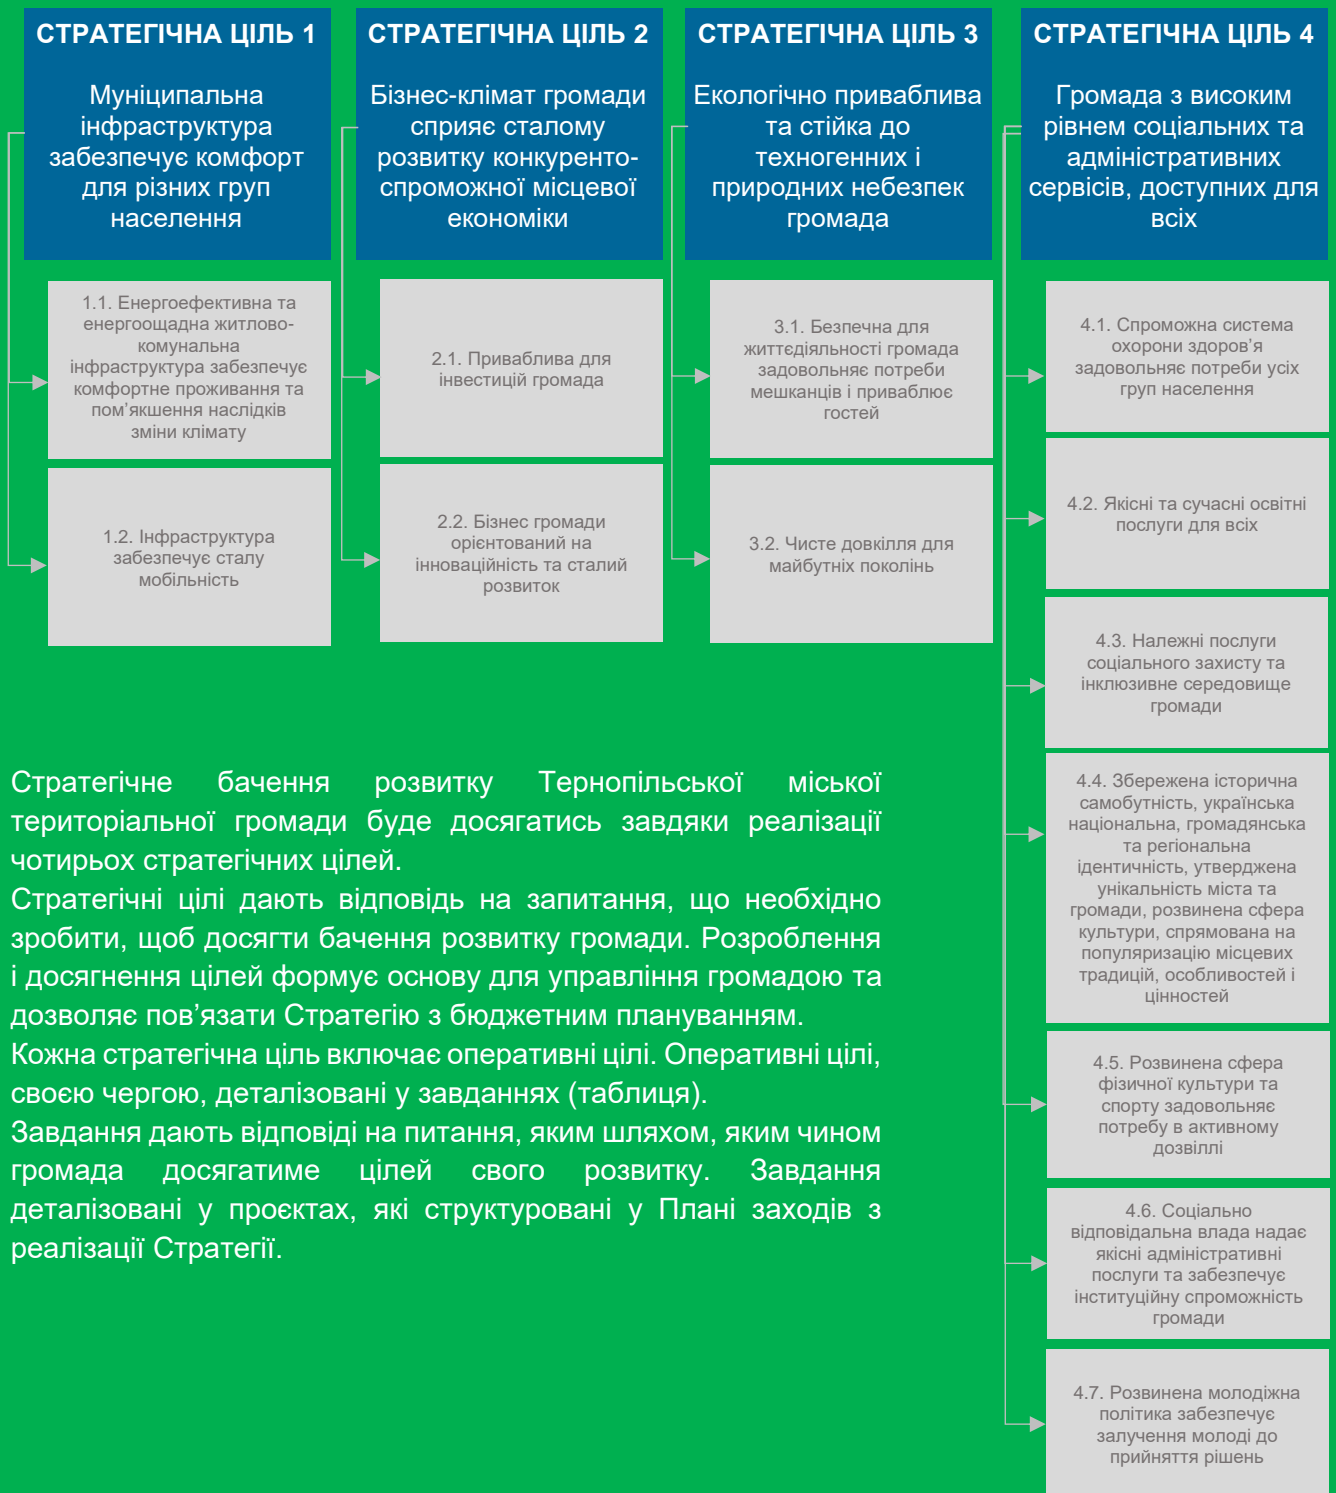 СТРАТЕГІЧНА ЦІЛЬ 1
Муніципальна
інфраструктура
забезпечує комфорт
для різних груп
населення
1.1. Енергоефективна та
енергоощадна житлово-
комунальна
інфраструктура забезпечує
комфортне проживання та
пом’якшення наслідків
зміни клімату
1.2. Інфраструктура
забезпечує сталу
мобільність
СТРАТЕГІЧНА ЦІЛЬ 2
Бізнес-клімат громади
сприяє сталому
розвитку конкуренто-
спроможної місцевої
економіки
2.1. Приваблива для
інвестицій громада
2.2. Бізнес громади
орієнтований на
інноваційність та сталий
розвиток
СТРАТЕГІЧНА ЦІЛЬ 3
Екологічно приваблива
та стійка до
техногенних і
природних небезпек
громада
3.1. Безпечна для
життєдіяльності громада
задовольняє потреби
мешканців і приваблює
гостей
3.2. Чисте довкілля для
майбутніх поколінь
СТРАТЕГІЧНА ЦІЛЬ 4
Громада з високим
рівнем соціальних та
адміністративних
сервісів, доступних для
всіх
4.1. Спроможна система
охорони здоров’я
задовольняє потреби усіх
груп населення
4.2. Якісні та сучасні освітні
послуги для всіх
4.3. Належні послуги
соціального захисту та
інклюзивне середовище
громади
4.4. Збережена історична
самобутність, українська
національна, громадянська
та регіональна
ідентичність, утверджена
унікальність міста та
громади, розвинена сфера
культури, спрямована на
популяризацію місцевих
традицій, особливостей і
цінностей
4.5. Розвинена сфера
фізичної культури та
спорту задовольняє
потребу в активному
дозвіллі
4.6. Соціально
відповідальна влада надає
якісні адміністративні
послуги та забезпечує
інституційну спроможність
громади
4.7. Розвинена молодіжна
політика забезпечує
залучення молоді до
прийняття рішень
Стратегічне бачення розвитку Тернопільської міської
територіальної громади буде досягатись завдяки реалізації
чотирьох стратегічних цілей.
Стратегічні цілі дають відповідь на запитання, що необхідно
зробити, щоб досягти бачення розвитку громади. Розроблення
і досягнення цілей формує основу для управління громадою та
дозволяє пов’язати Стратегію з бюджетним плануванням.
Кожна стратегічна ціль включає оперативні цілі. Оперативні цілі,
своєю чергою, деталізовані у завданнях (таблиця).
Завдання дають відповіді на питання, яким шляхом, яким чином
громада досягатиме цілей свого розвитку. Завдання
деталізовані у проєктах, які структуровані у Плані заходів з
реалізації Стратегії.